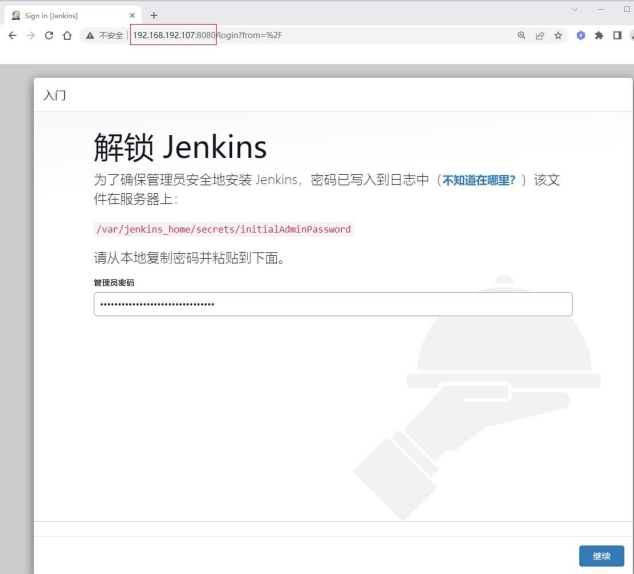 Sign in [Jenkins]
不安全 | 192.168.192.107:8080/login?from=%2F
入门
解锁 Jenkins
为了确保管理员安全地安装 Jenkins，密码已写入到日志中（不知道在哪里？）该文
件在服务器上：
/var/jenkins_home/secrets/initialAdminPassword
请从本地复制密码并粘贴到下面。
管理员密码
继续